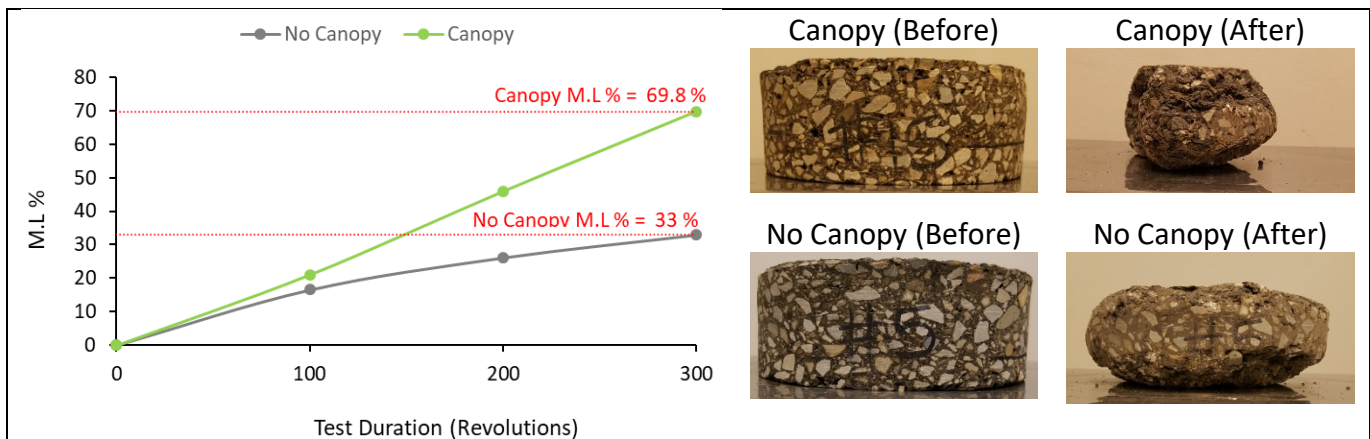 No Canopy
Canopy
80
70
60
50
40
30
20
10
0
M.L %
Canopy M.L % = 69.8 %
No Canopy M.L % = 33 %
0
100
200
300
Test Duration (Revolutions)
Canopy (Before)
Canopy (After)
No Canopy (Before)
No Canopy (After)
#5